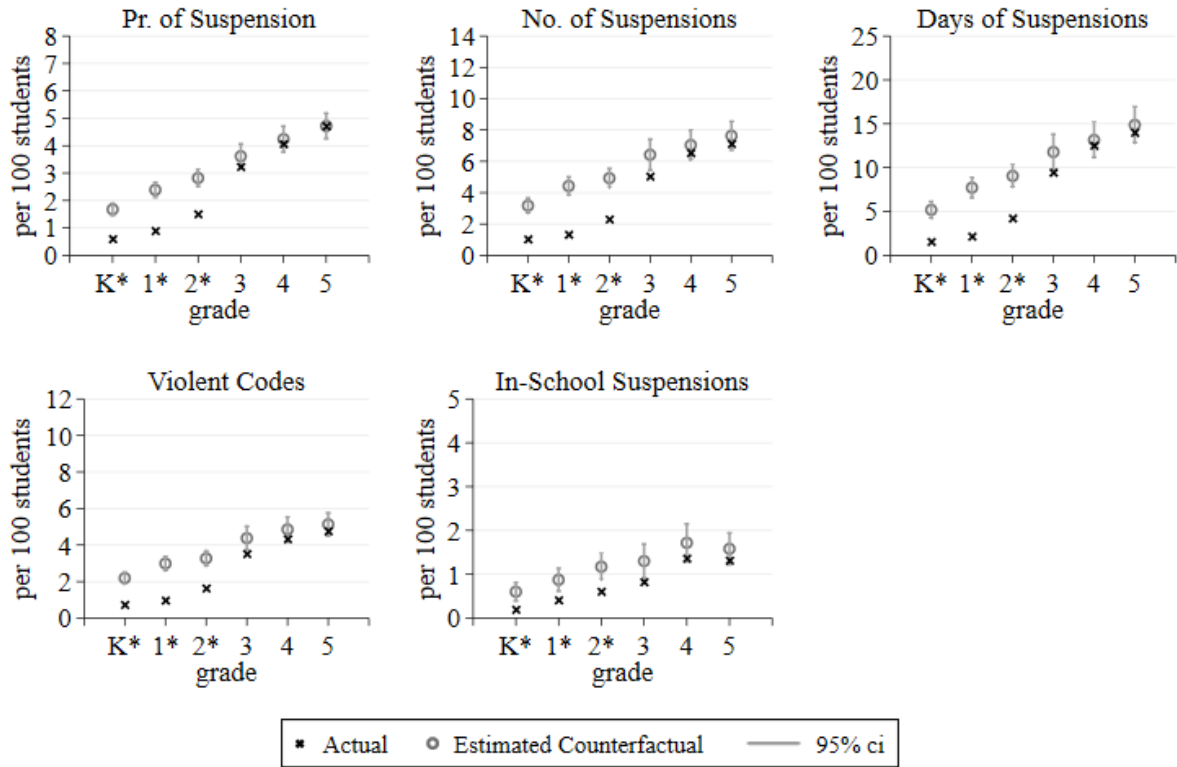 Pr. of Suspension
8
7
6
5
4
3
2
1
0
per 100 students
K* 1* 2* 3 4 5
grade
No. of Suspensions
14
12
10
8
6
4
2
0
per 100 students
K* 1* 2* 3 4 5
grade
Days of Suspensions
25
20
15
10
5
0
per 100 students
K* 1* 2* 3 4 5
grade
Violent Codes
12
10
8
6
4
2
0
per 100 students
K* 1* 2* 3 4 5
grade
In-School Suspensions
5
4
3
2
1
0
per 100 students
K* 1* 2* 3 4 5
grade
Actual Estimated Counterfactual 95% ci